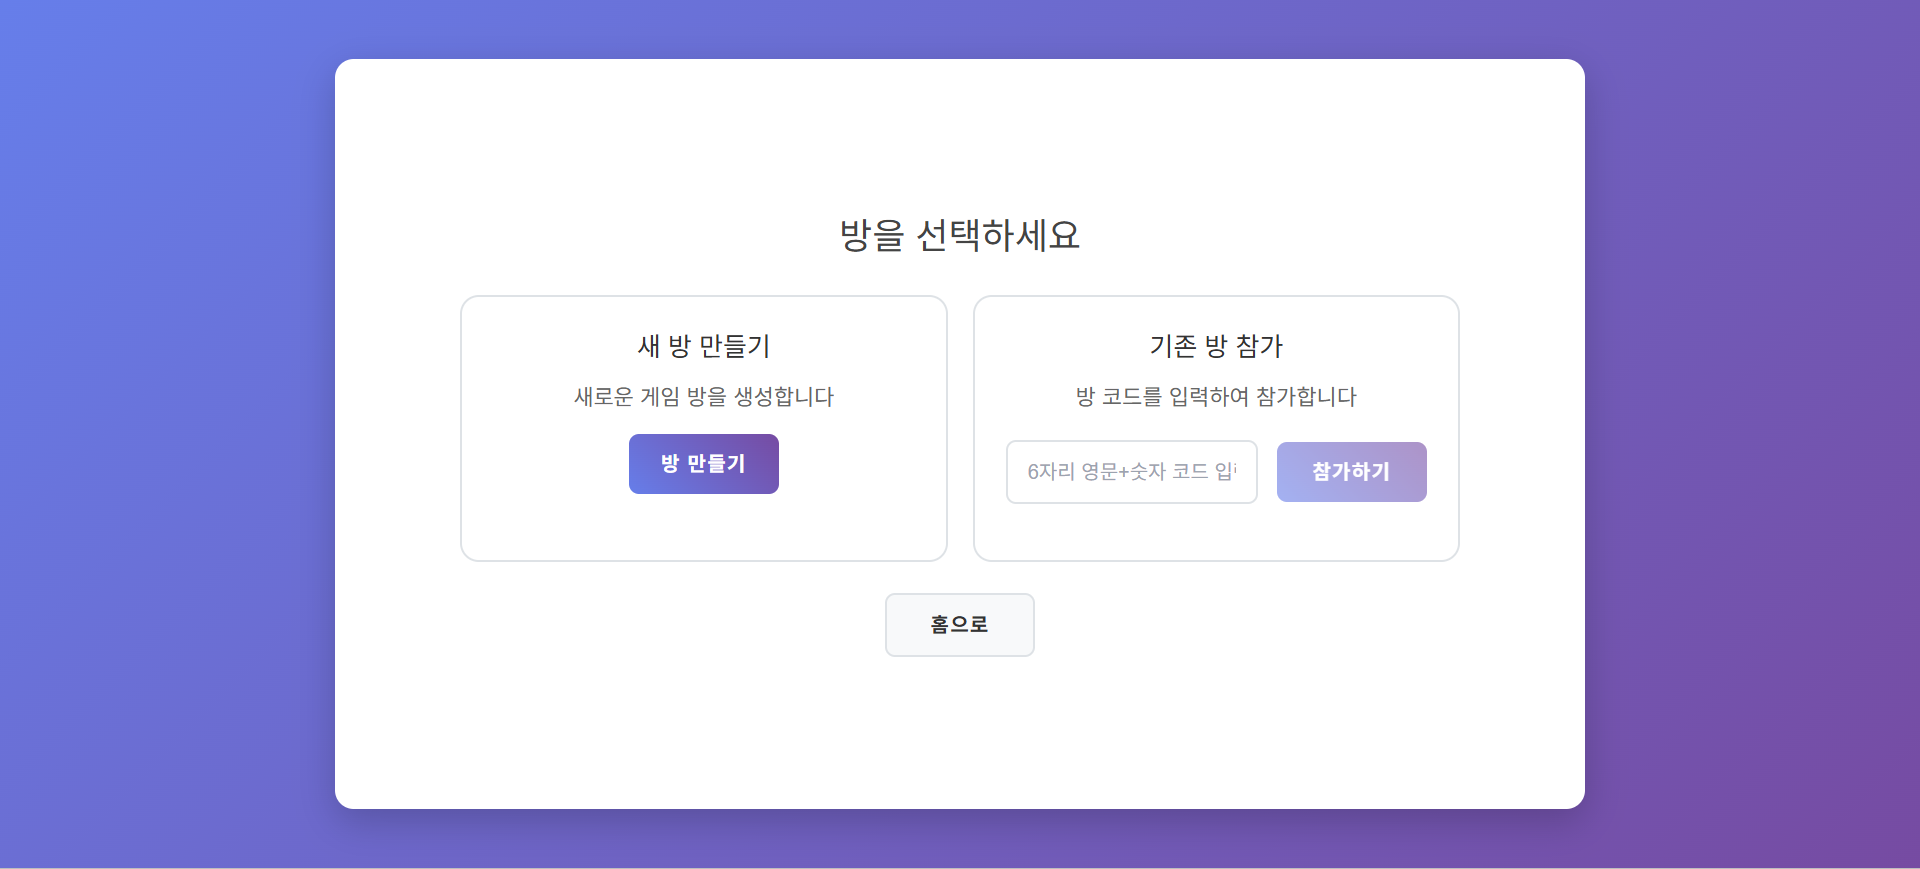 방을 선택하세요
새 방 만들기
새로운 게임 방을 생성합니다
방 만들기
기존 방 참가
방 코드를 입력하여 참가합니다
6자리 영문+숫자 코드
참가하기
홈으로